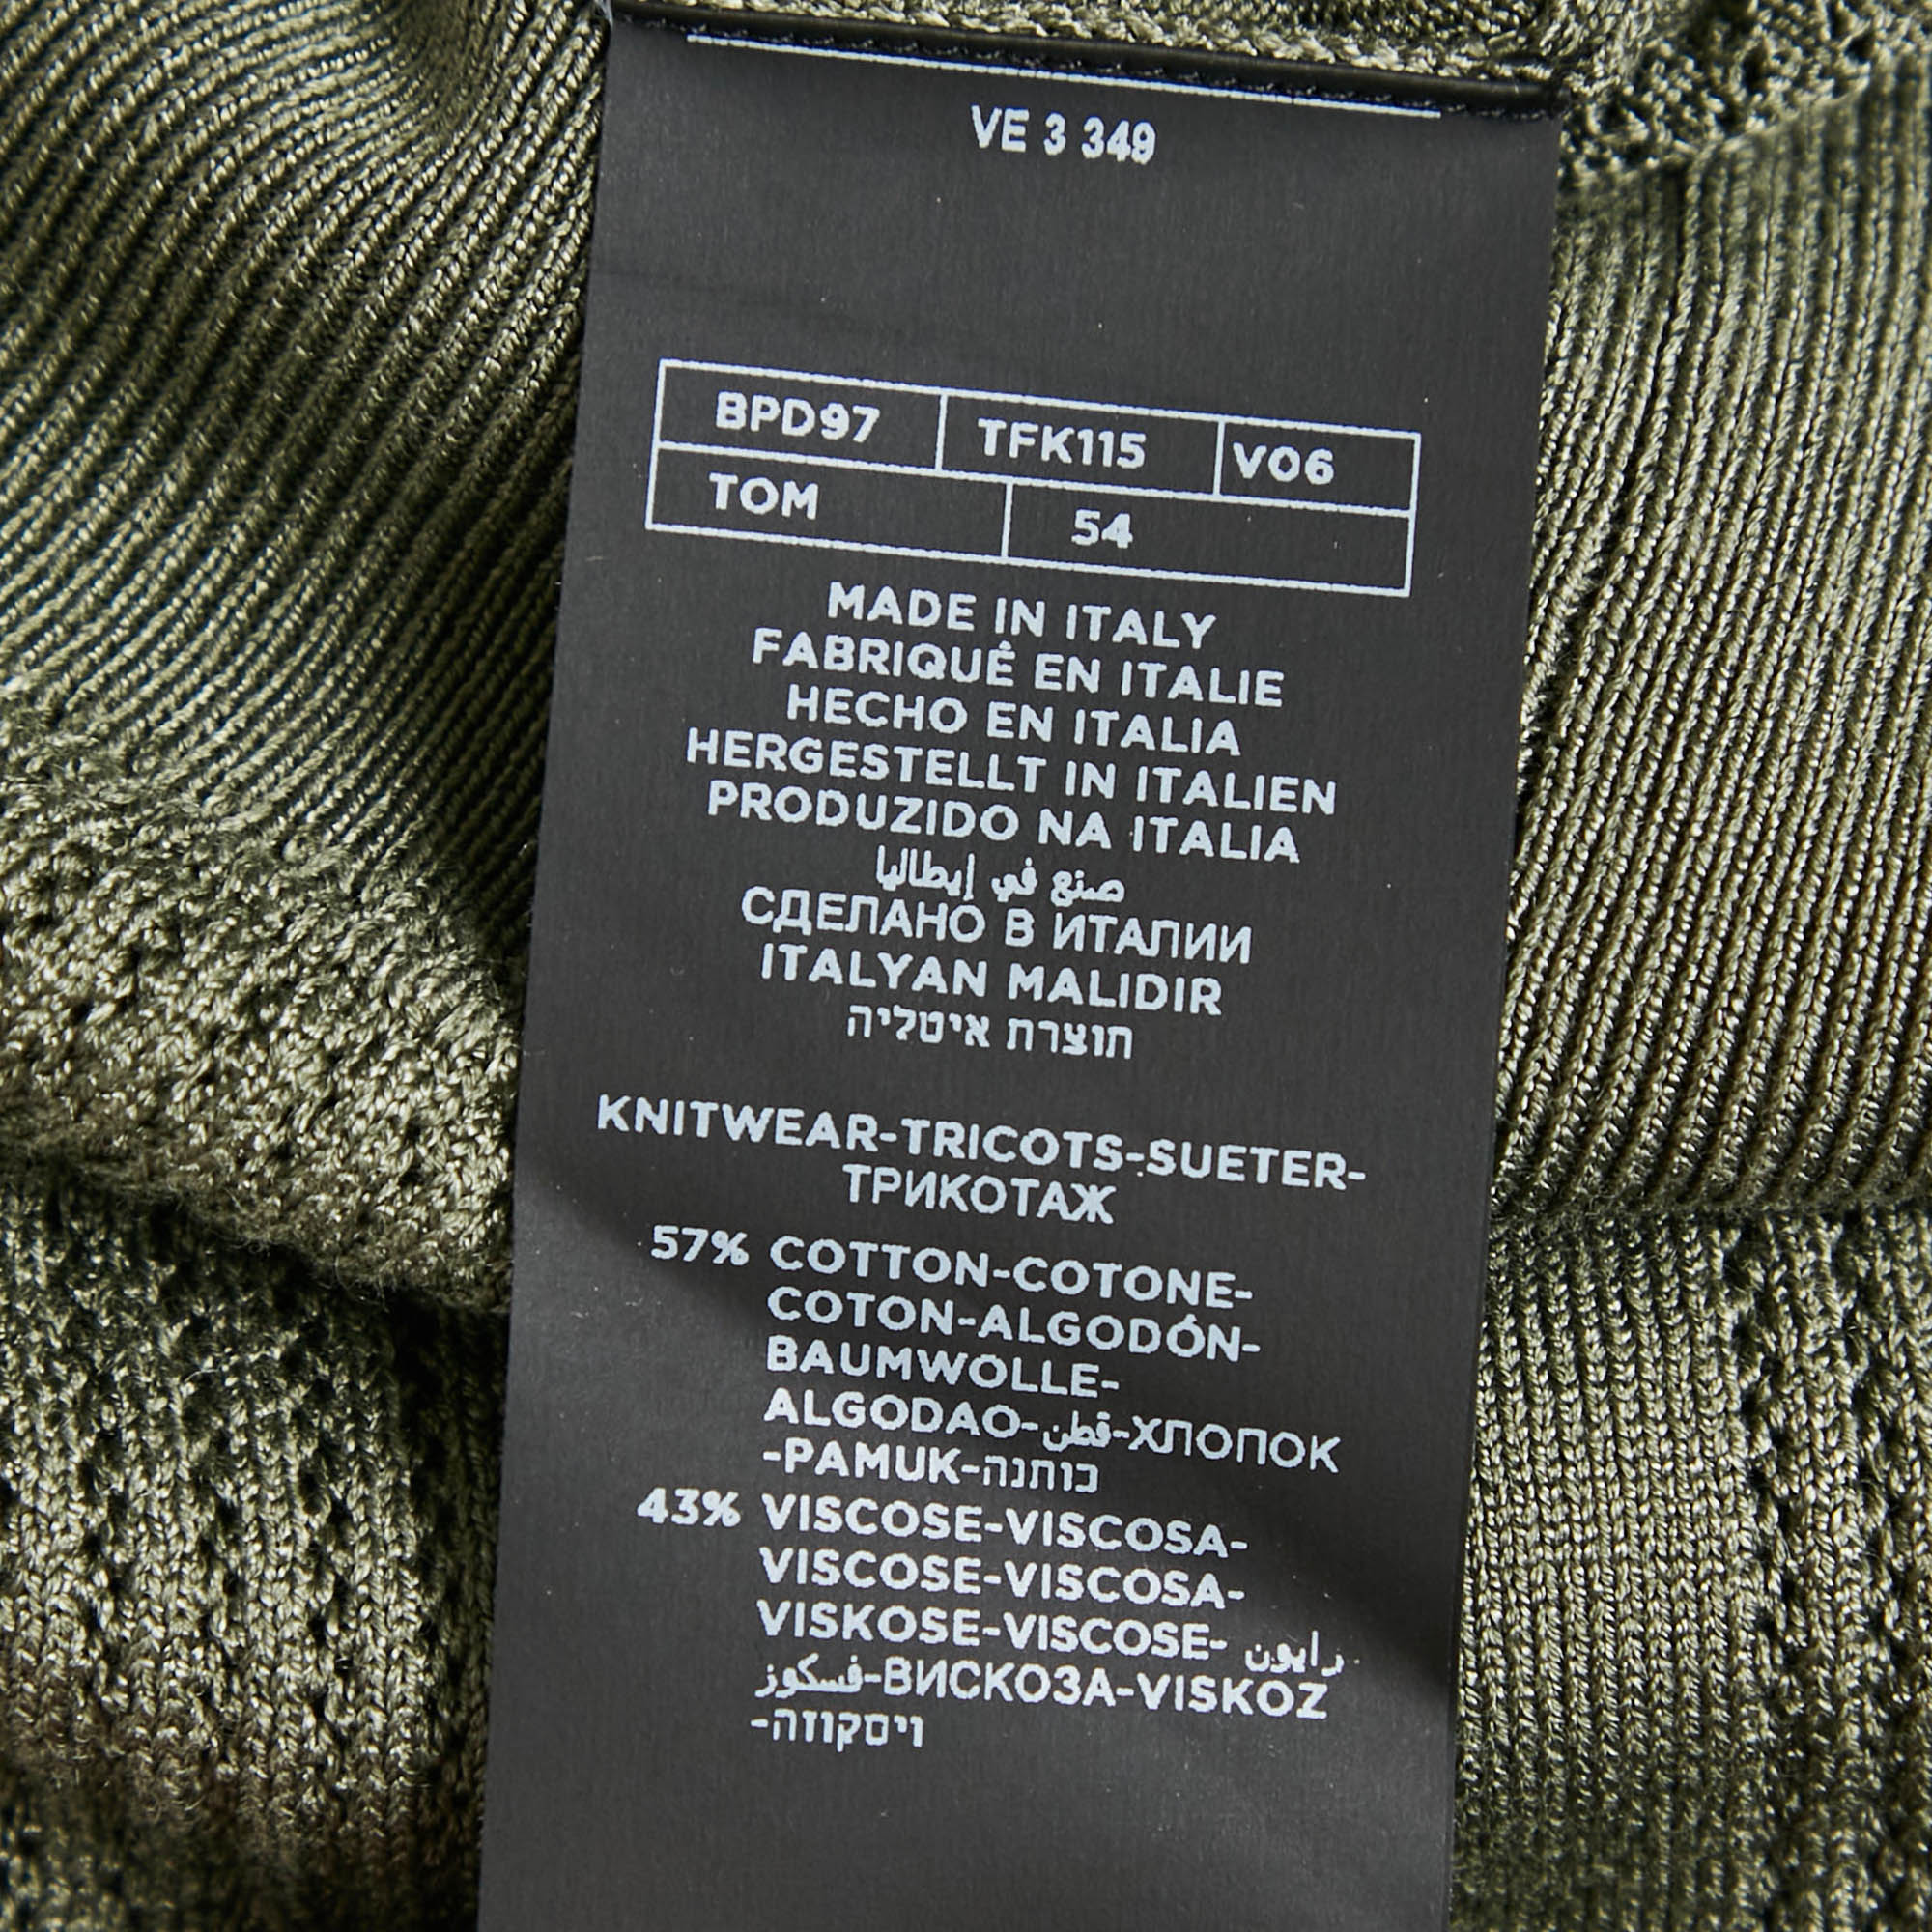 VE 3 349
BPD97 TFK115 V06
TOM 54
MADE IN ITALY
FABRIQUÊ EN ITALIE
HECHO EN ITALIA
HERGESTELLT IN ITALIEN
PRODUZIDO NA ITALIA
صنع في إيطاليا
СДЕЛАНО В ИТАЛИИ
ITALYAN MALIDIR
תוצרת איטליה
KNITWEAR-TRICOTS-SUETER-
ТРИКОТАЖ
57% COTTON-COTONE-
COTON-ALGODÓN-
BAUMWOLLE-
ALGODAO-قطن-ХЛОПОК
-PAMUK-כותנה
43% VISCOSE-VISCOSA-
VISCOSE-VISCOSA-
VISKOSE-VISCOSE- رايون
فسكوز-ВИСКОЗА-VISKOZ
-ויסקוזה